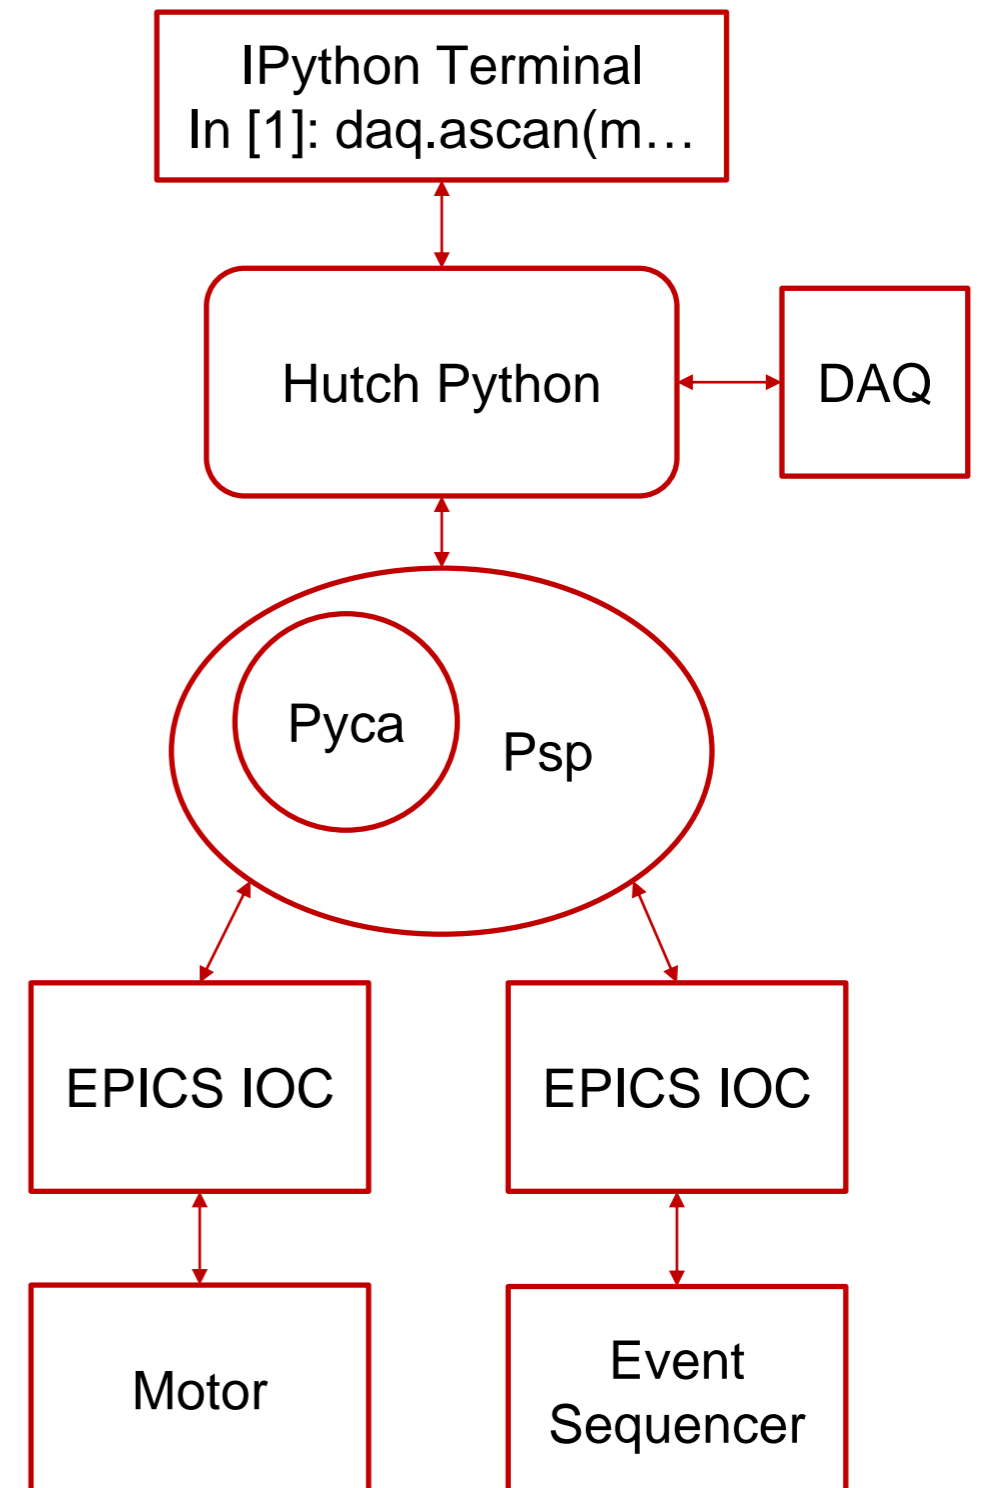 IPython Terminal
In [1]: daq.ascan(m…
Hutch Python
DAQ
Pyca
Psp
EPICS IOC
EPICS IOC
Motor
Event
Sequencer